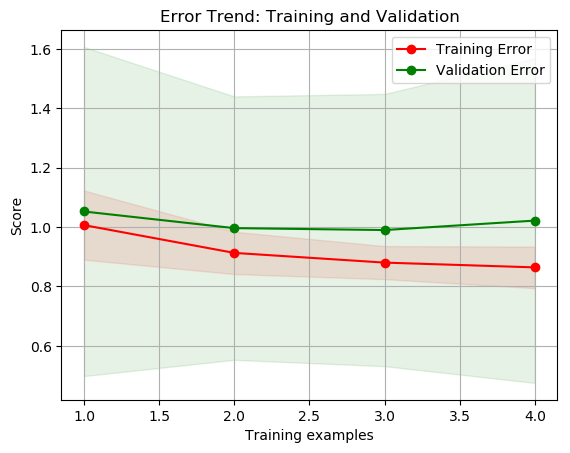 Error Trend: Training and Validation
Training Error
Validation Error
Score
1.6
1.4
1.2
1.0
0.8
0.6
1.0 1.5 2.0 2.5 3.0 3.5 4.0
Training examples